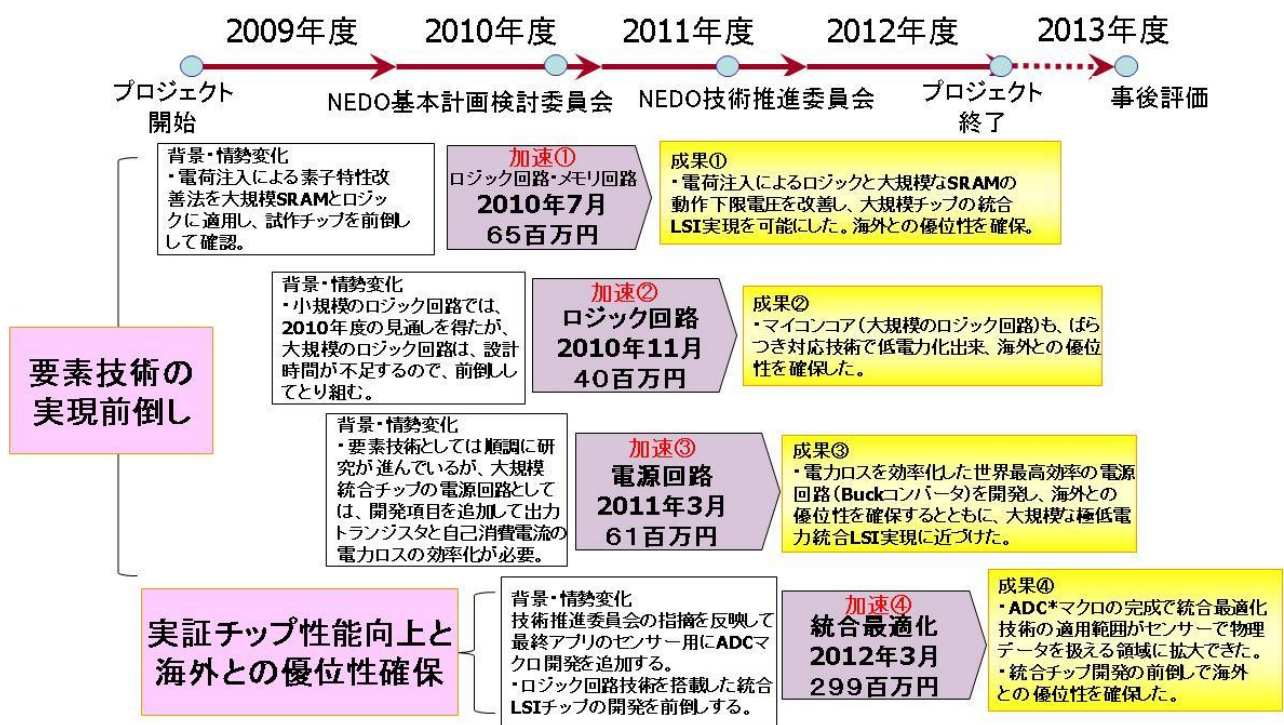 2009年度
2010年度
2011年度
2012年度
2013年度
プロジェクト
開始
NEDO基本計画検討委員会
NEDO技術推進委員会
プロジェクト
終了
事後評価
背景・情勢変化
・電荷注入による素子特性改
善法を大規模SRAMとロジッ
クに適用し、試作チップを前倒し
して確認。
加速①
ロジック回路・メモリ回路
2010年7月
65百万円
成果①
・電荷注入によるロジックと大規模なSRAMの
動作下限電圧を改善し、大規模チップの統合
LSI実現を可能にした。海外との優位性を確保。
背景・情勢変化
・小規模のロジック回路では、
2010年度の見通しを得たが、
大規模のロジック回路は、設計
時間が不足するので、前倒しし
てとり組む。
加速②
ロジック回路
2010年11月
40百万円
成果②
・マイコンコア(大規模のロジック回路)も、ばら
つき対応技術で低電力化出来、海外との優位
性を確保した。
要素技術の
実現前倒し
背景・情勢変化
・要素技術としては順調に研
究が進んでいるが、大規模
統合チップの電源回路として
は、開発項目を追加して出力
トランジスタと自己消費電流の
電力ロスの効率化が必要。
加速③
電源回路
2011年3月
61百万円
成果③
・電力ロスを効率化した世界最高効率の電源
回路(Buckコンバータ)を開発し、海外との
優位性を確保するとともに、大規模な極低電
力統合LSI実現に近づけた。
実証チップ性能向上と
海外との優位性確保
背景・情勢変化
技術推進委員会の指摘を反映して
最終アプリのセンサー用にADCマ
クロ開発を追加する。
・ロジック回路技術を搭載した統合
LSIチップの開発を前倒しする。
加速④
統合最適化
2012年3月
299百万円
成果④
・ADC*マクロの完成で統合最適化
技術の適用範囲がセンサーで物理
データを扱える領域に拡大できた。
・統合チップ開発の前倒しで海外
との優位性を確保した。